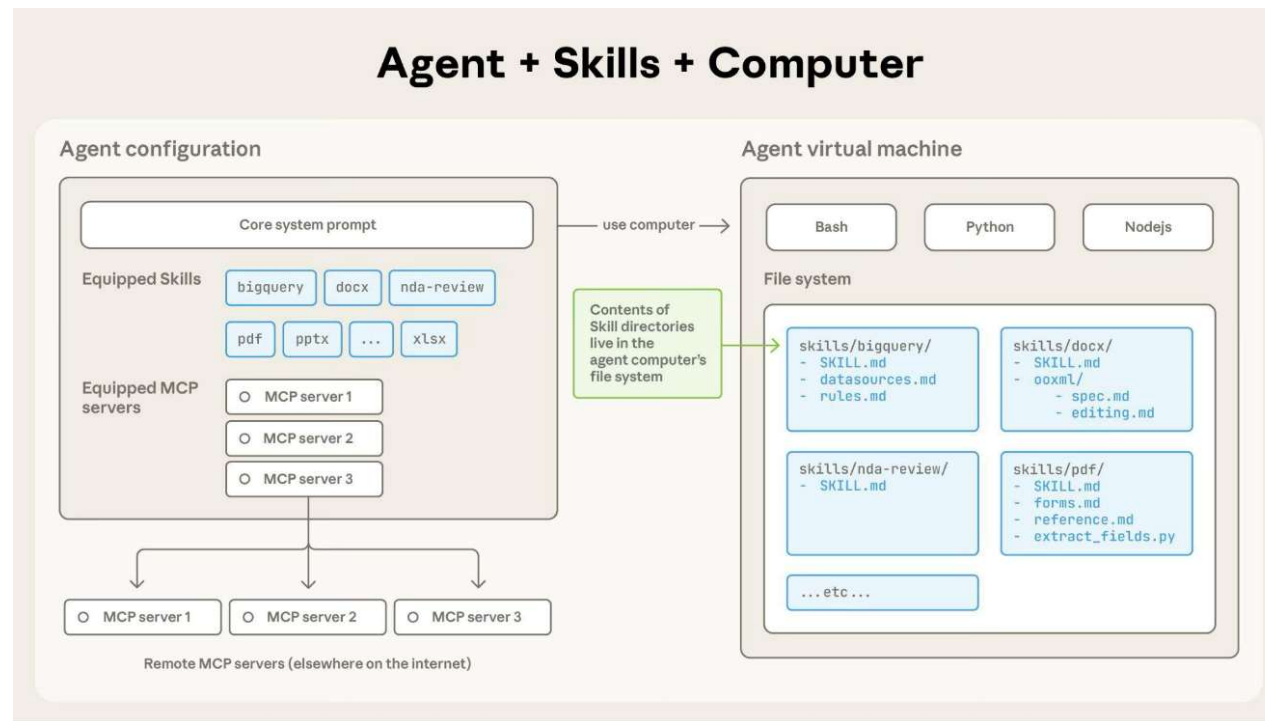 Agent + Skills + Computer
Agent configuration
Core system prompt
Equipped Skills
bigquery
docx
nda-review
pdf
pptx
...
xlsx
Equipped MCP
servers
MCP server 1
MCP server 2
MCP server 3
MCP server 1
MCP server 2
MCP server 3
Remote MCP servers (elsewhere on the internet)
use computer
Contents of
Skill directories
live in the
agent computer’s
file system
Agent virtual machine
Bash
Python
Nodejs
File system
skills/bigquery/
- SKILL.md
- datasources.md
- rules.md
skills/docx/
- SKILL.md
- ooxml/
- spec.md
- editing.md
skills/nda-review/
- SKILL.md
skills/pdf/
- SKILL.md
- forms.md
- reference.md
- extract_fields.py
...etc...